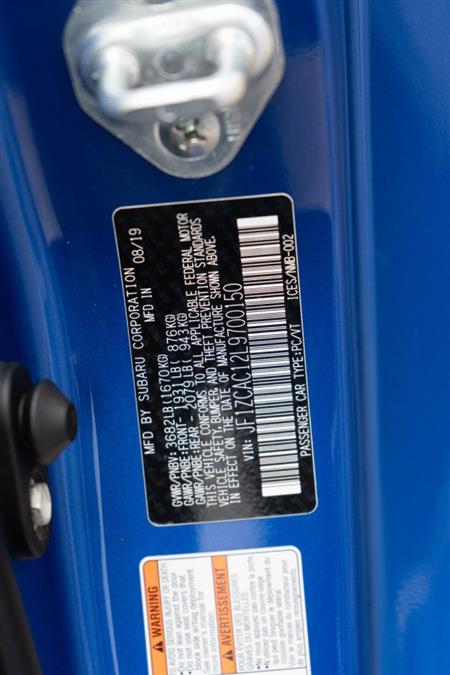 MFD BY SUBARU CORPORATION 08/19
MFD IN
GVWR/PNBV: 3682LB( 1670KG)
GAWR/PNBE:FRONT- 1931LB( 876KG)
GAWR/PNBE:REAR - 2079LB( 943KG)
THIS VEHICLE CONFORMS TO ALL APPLICABLE FEDERAL MOTOR
VEHICLE SAFETY, BUMPER, AND THEFT PREVENTION STANDARDS
IN EFFECT ON THE DATE OF MANUFACTURE SHOWN ABOVE.
VIN: JF1ZCAC12L9700150
PASSENGER CAR TYPE:PC/VT ICES/NMB-002
WARNING
AVERTISSEMENT